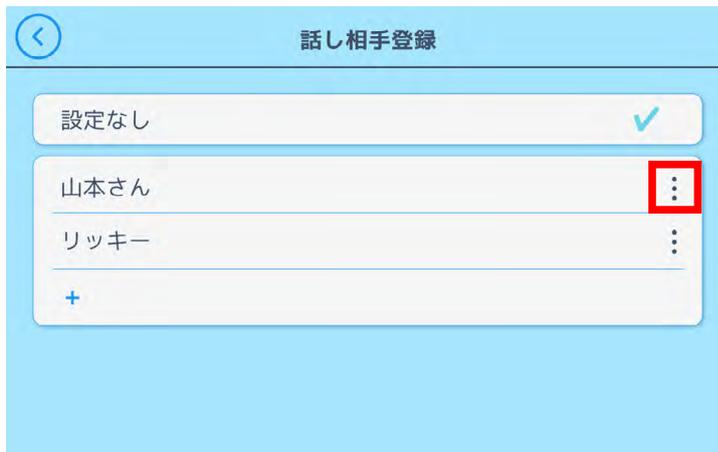 話し相手登録
設定なし
山本さん
リッキー
+